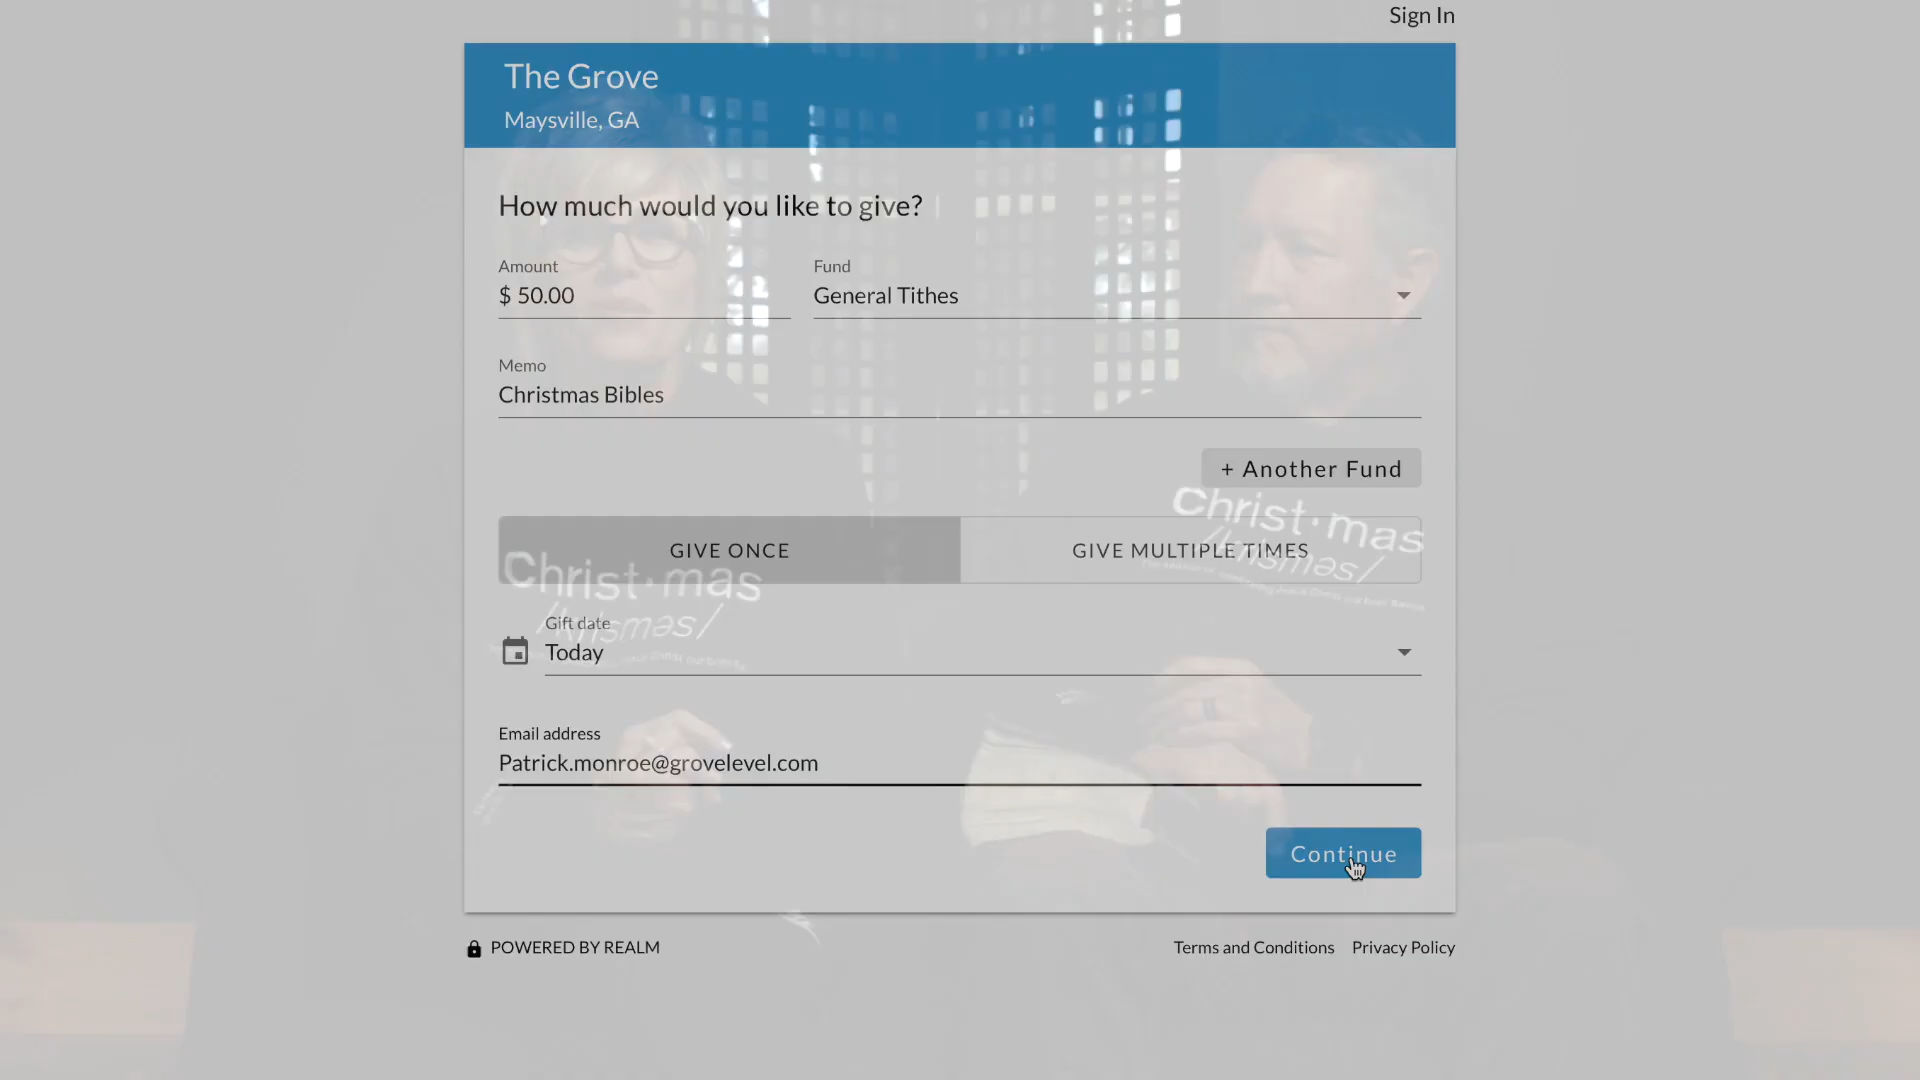 Sign In
The Grove
Maysville, GA
How much would you like to give?
Amount
$ 50.00
Fund
General Tithes
Memo
Christmas Bibles
+ Another Fund
GIVE ONCE
GIVE MULTIPLE TIMES
Christ·mas
/krisməs/
Christ·mas
/krisməs/
Gift date
Today
Email address
Patrick.monroe@grovelevel.com
Continue
POWERED BY REALM
Terms and Conditions
Privacy Policy